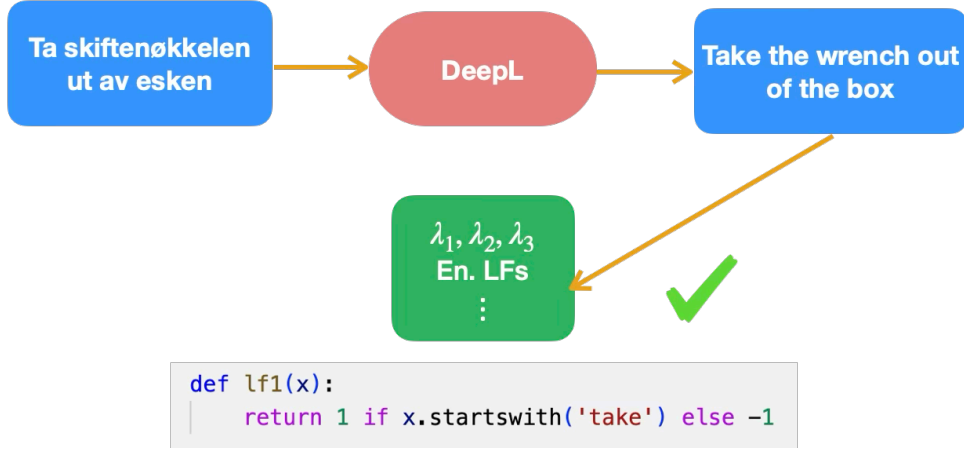 Ta skiftenøkkelen
ut av esken
DeepL
Take the wrench out
of the box
λ₁, λ₂, λ₃
En. LFs
⋮
def lf1(x):
    return 1 if x.startswith('take') else -1